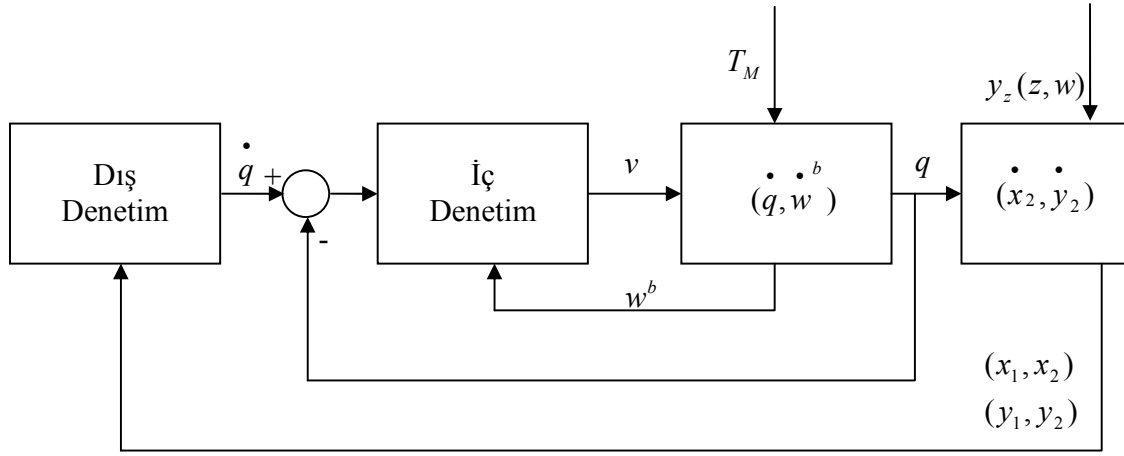 T_M
y_z(z, w)
Dış
Denetim
q̇
+
-
İç
Denetim
v
(q̇, ẇ^b)
q
(ẋ_2, ẏ_2)
w^b
(x_1, x_2)
(y_1, y_2)